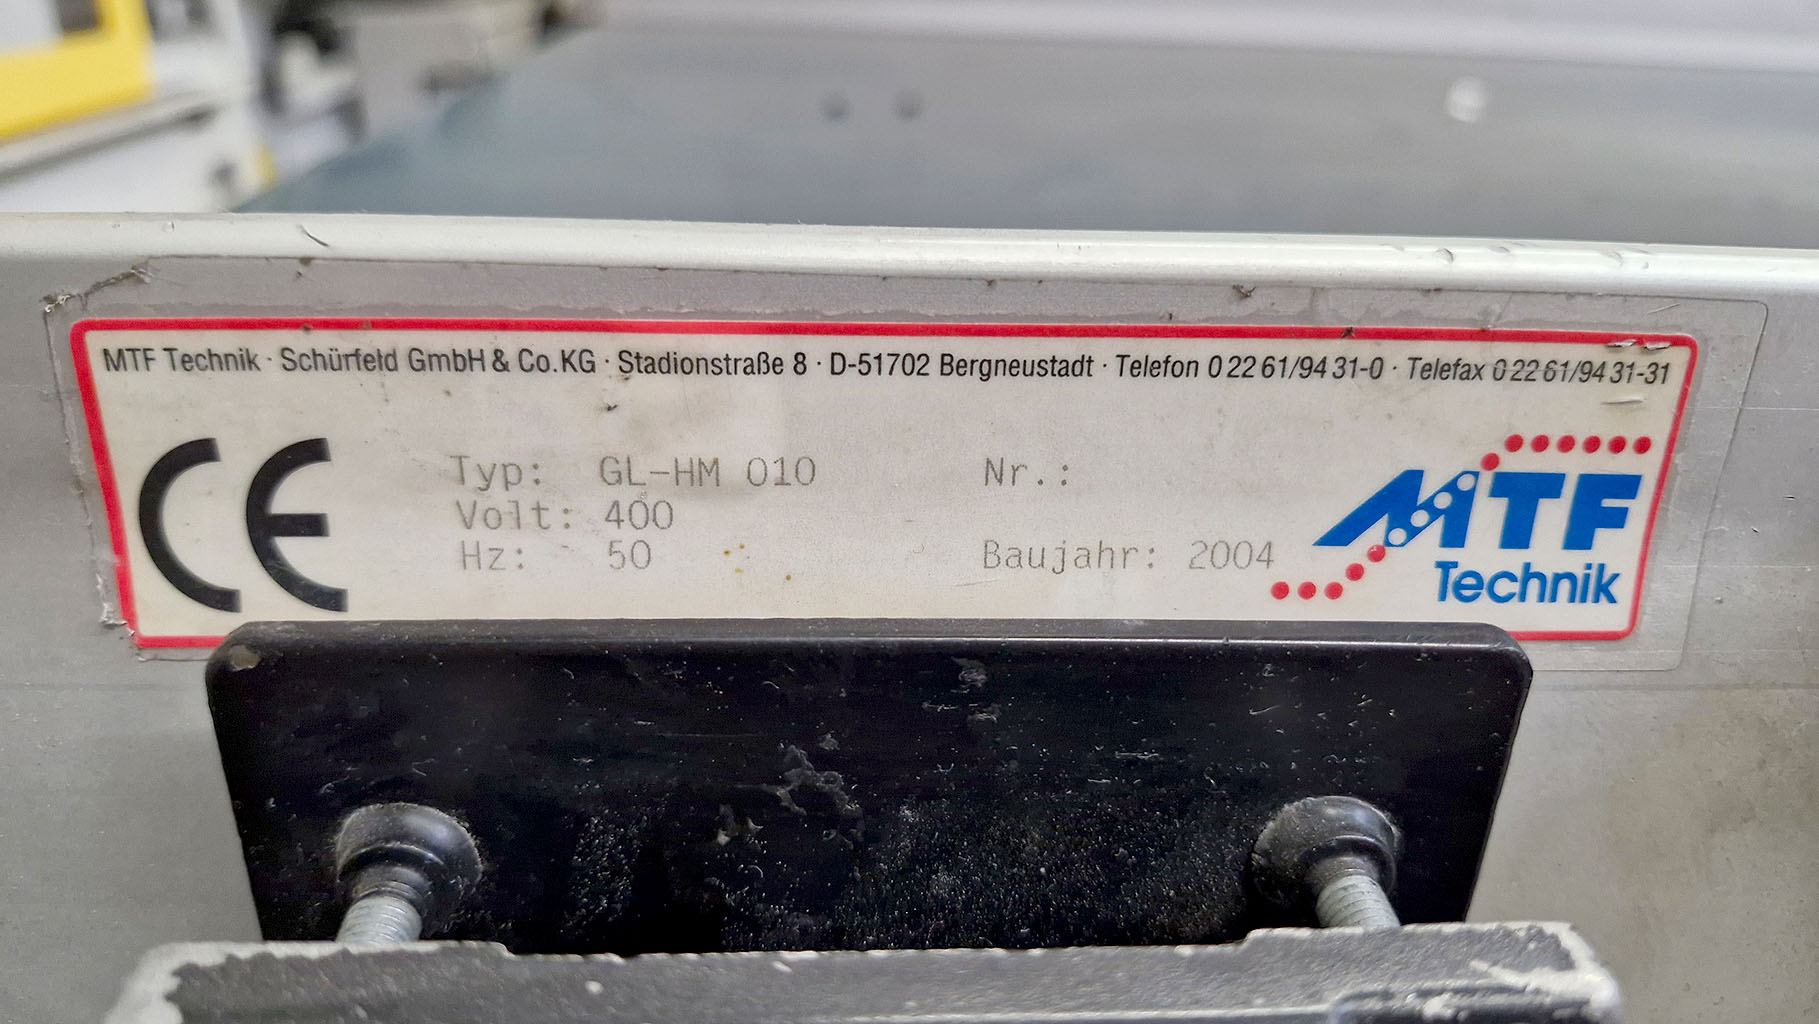 MTF Technik · Schürfeld GmbH & Co. KG · Stadionstraße 8 · D-51702 Bergneustadt · Telefon 0 22 61/94 31-0 · Telefax 0 22 61/94 31-31
CE
Typ: GL-HM 010 Nr.:
Volt: 400
Hz: 50 Baujahr: 2004
MTF
Technik